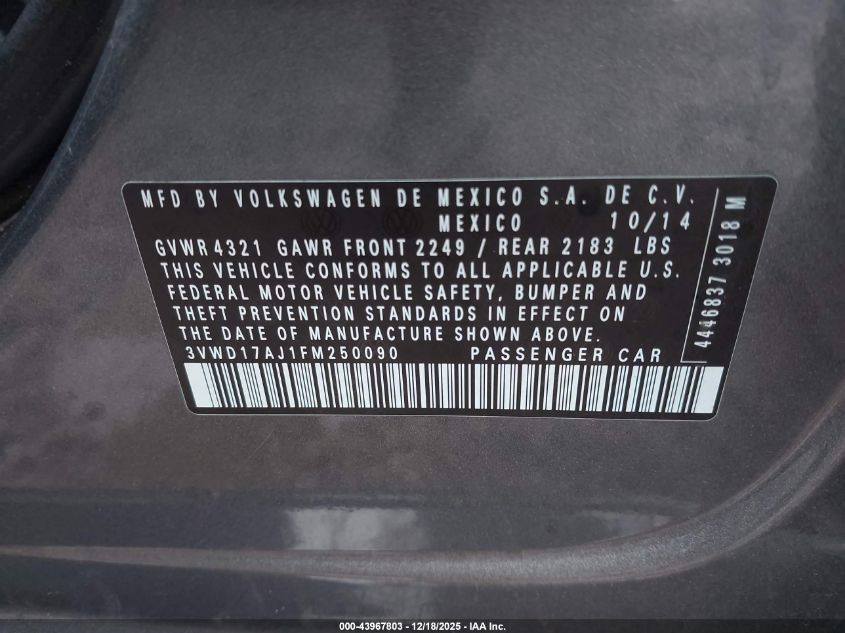 MFD BY VOLKSWAGEN DE MEXICO S.A. DE C.V.
MEXICO 10/14
GVWR 4321 GAWR FRONT 2249 / REAR 2183 LBS
THIS VEHICLE CONFORMS TO ALL APPLICABLE U.S.
FEDERAL MOTOR VEHICLE SAFETY, BUMPER AND
THEFT PREVENTION STANDARDS IN EFFECT ON
THE DATE OF MANUFACTURE SHOWN ABOVE.
3VWD17AJ1FM250090 PASSENGER CAR
4446837 3018 M
000-43967803 - 12/18/2025 - IAA Inc.